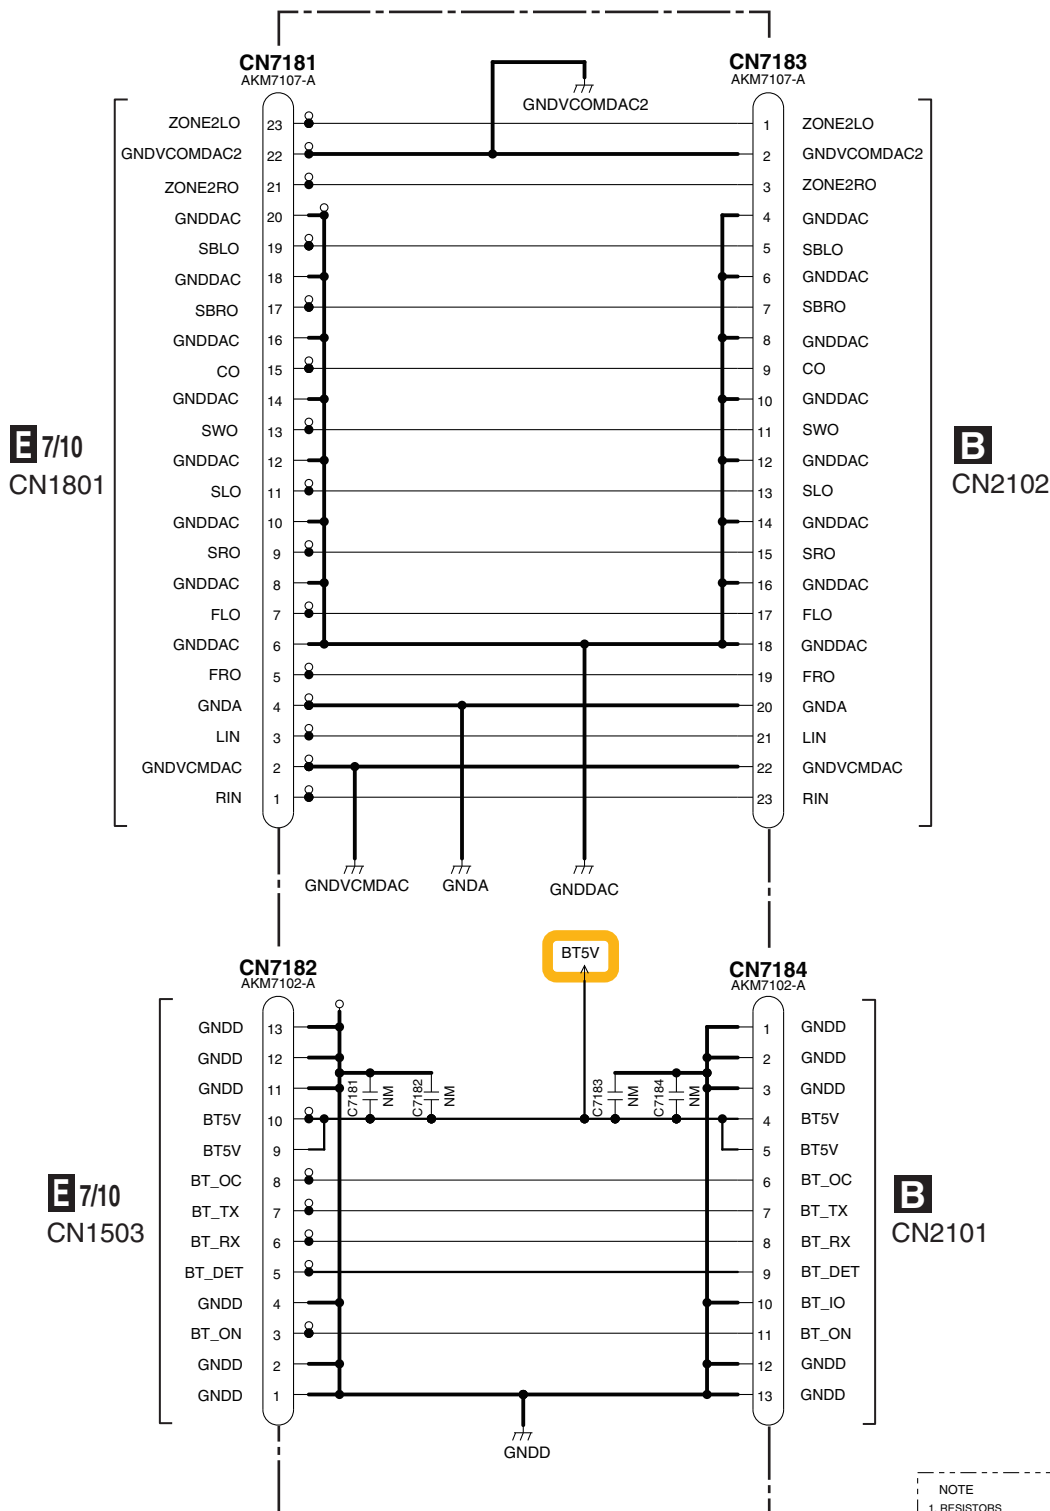 CN7181
AKM7107-A
CN7183
AKM7107-A
GNDVCOMDAC2
ZONE2LO 23 1 ZONE2LO
GNDVCOMDAC2 22 2 GNDVCOMDAC2
ZONE2RO 21 3 ZONE2RO
GNDDAC 20 4 GNDDAC
SBLO 19 5 SBLO
GNDDAC 18 6 GNDDAC
SBRO 17 7 SBRO
GNDDAC 16 8 GNDDAC
CO 15 9 CO
GNDDAC 14 10 GNDDAC
SWO 13 11 SWO
E 7/10
CN1801
B
CN2102
GNDDAC 12 12 GNDDAC
SLO 11 13 SLO
GNDDAC 10 14 GNDDAC
SRO 9 15 SRO
GNDDAC 8 16 GNDDAC
FLO 7 17 FLO
GNDDAC 6 18 GNDDAC
FRO 5 19 FRO
GNDA 4 20 GNDA
LIN 3 21 LIN
GNDVCMDAC 2 22 GNDVCMDAC
RIN 1 23 RIN
GNDVCMDAC GNDA GNDDAC
BT5V
CN7182
AKM7102-A
CN7184
AKM7102-A
GNDD 13 1 GNDD
GNDD 12 2 GNDD
GNDD 11 3 GNDD
C7181 NM C7182 NM C7183 NM C7184 NM
BT5V 10 4 BT5V
BT5V 9 5 BT5V
BT_OC 8 6 BT_OC
E 7/10
CN1503
B
CN2101
BT_TX 7 7 BT_TX
BT_RX 6 8 BT_RX
BT_DET 5 9 BT_DET
GNDD 4 10 BT_IO
BT_ON 3 11 BT_ON
GNDD 2 12 GNDD
GNDD 1 13 GNDD
GNDD
NOTE
1. RESISTORS